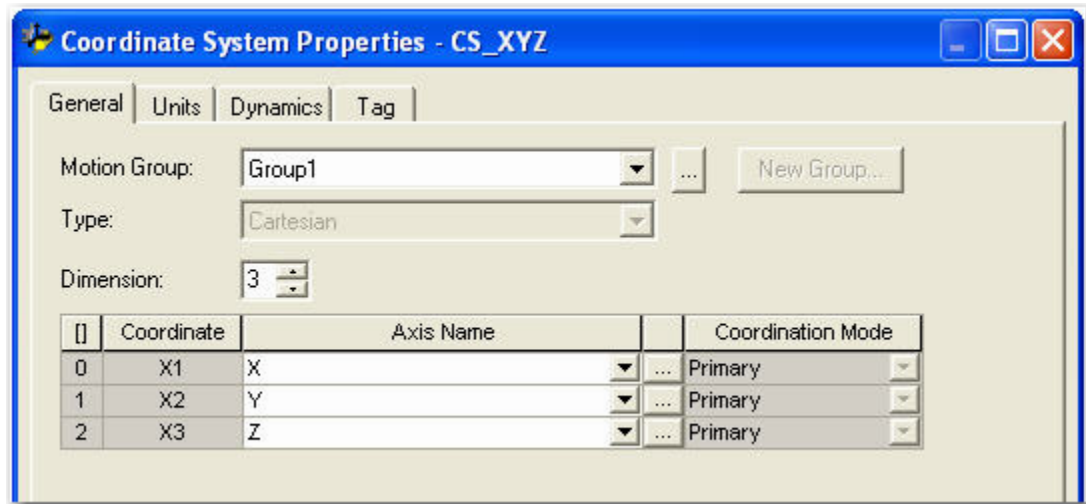 Coordinate System Properties - CS_XYZ
General Units Dynamics Tag
Motion Group: Group1 ... New Group...
Type: Cartesian
Dimension: 3
[] Coordinate Axis Name Coordination Mode
0 X1 X ... Primary
1 X2 Y ... Primary
2 X3 Z ... Primary